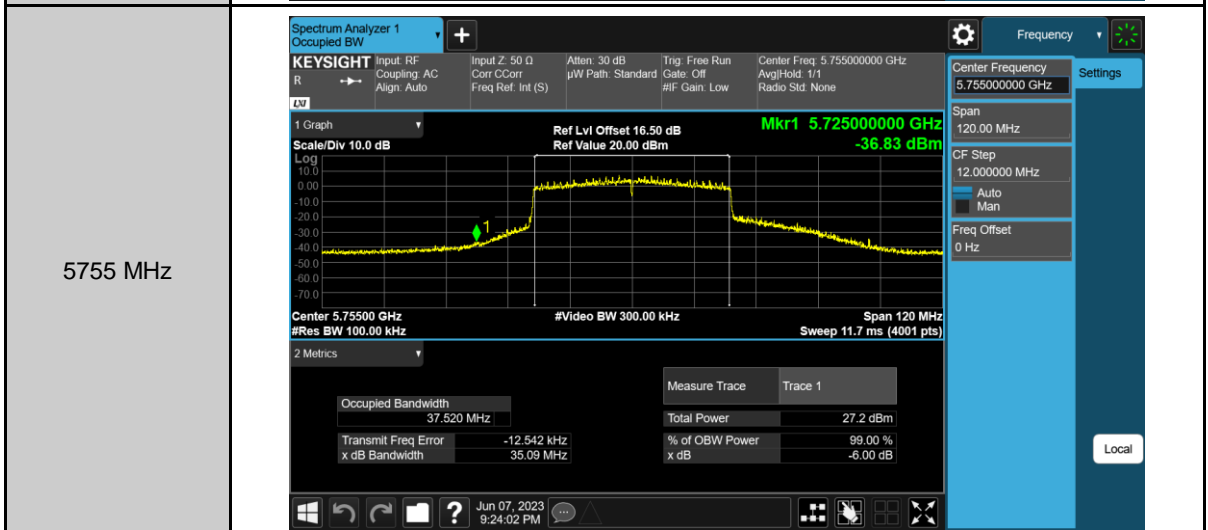 5755 MHz
Spectrum Analyzer 1
Occupied BW
+
Frequency
KEYSIGHT
R
LXI
Input: RF
Coupling: AC
Align: Auto
Input Z: 50 Ω
Corr CCorr
Freq Ref: Int (S)
Atten: 30 dB
µW Path: Standard
Trig: Free Run
Gate: Off
#IF Gain: Low
Center Freq: 5.755000000 GHz
Avg|Hold: 1/1
Radio Std: None
Center Frequency
5.755000000 GHz
Settings
Span
120.00 MHz
CF Step
12.000000 MHz
Auto
Man
Freq Offset
0 Hz
Local
1 Graph
Scale/Div 10.0 dB
Ref Lvl Offset 16.50 dB
Ref Value 20.00 dBm
Mkr1 5.725000000 GHz
-36.83 dBm
Log
10.0
0.00
-10.0
-20.0
-30.0
-40.0
-50.0
-60.0
-70.0
1
Center 5.75500 GHz
#Video BW 300.00 kHz
Span 120 MHz
#Res BW 100.00 kHz
Sweep 11.7 ms (4001 pts)
2 Metrics
Measure Trace Trace 1
Occupied Bandwidth
37.520 MHz
Total Power 27.2 dBm
Transmit Freq Error -12.542 kHz
% of OBW Power 99.00 %
x dB Bandwidth 35.09 MHz
x dB -6.00 dB
?
Jun 07, 2023
9:24:02 PM